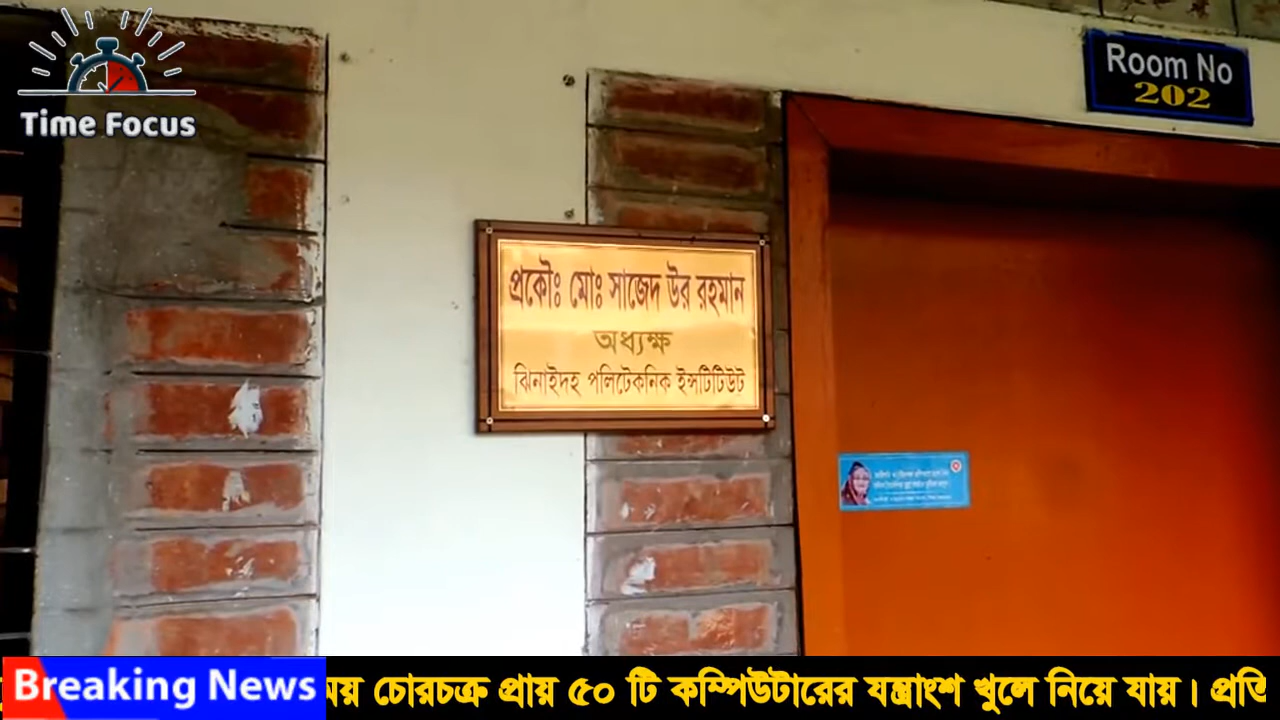 Time Focus
Room No
202
প্রকৌঃ মোঃ সাজেদ উর রহমান
অধ্যক্ষ
ঝিনাইদহ পলিটেকনিক ইন্সটিটিউট
Breaking News
চোরচক্র প্রায় ৫০ টি কম্পিউটারের যন্ত্রাংশ খুলে নিয়ে যায়। প্রতি